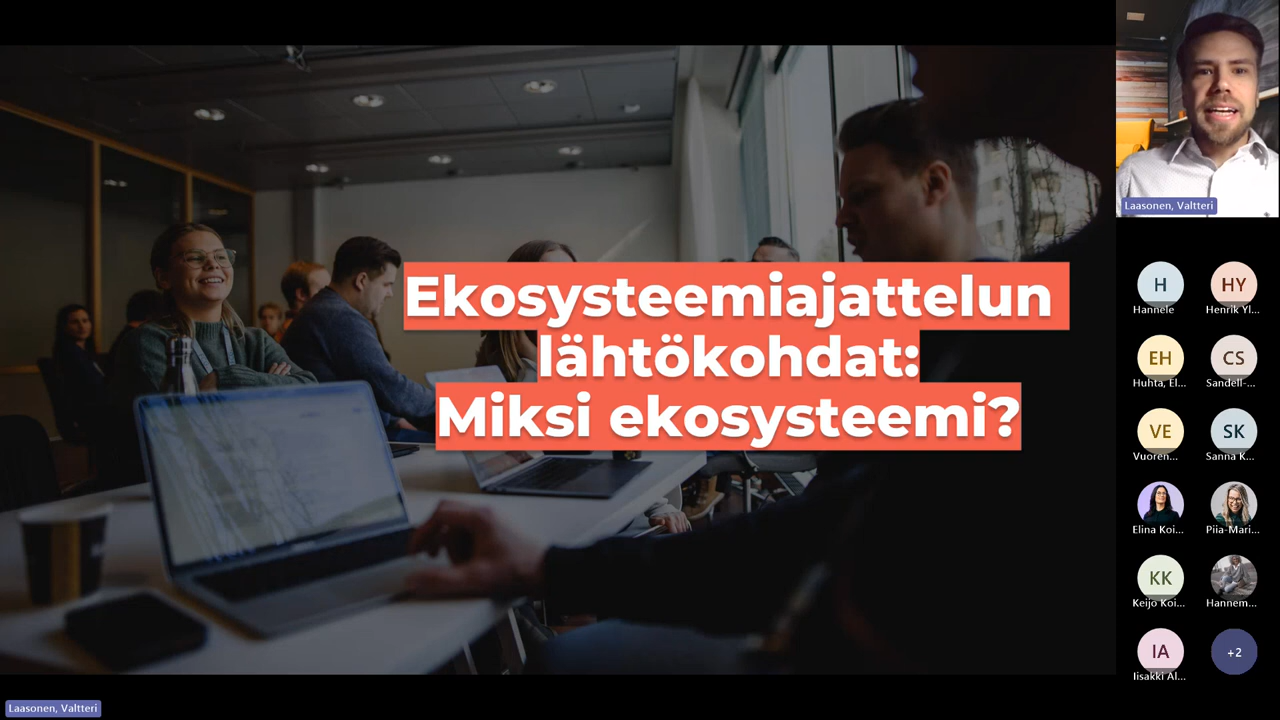 Ekosysteemiajattelun
lähtökohdat:
Miksi ekosysteemi?
Laasonen, Valtteri
H
Hannele
HY
Henrik Yl...
EH
Huhta, El...
CS
Sandell-...
VE
Vuoren...
SK
Sanna K...
Elina Koi...
Piia-Mari...
KK
Keijo Koi...
Hannem...
IA
Iisakki Al...
+2
Laasonen, Valtteri